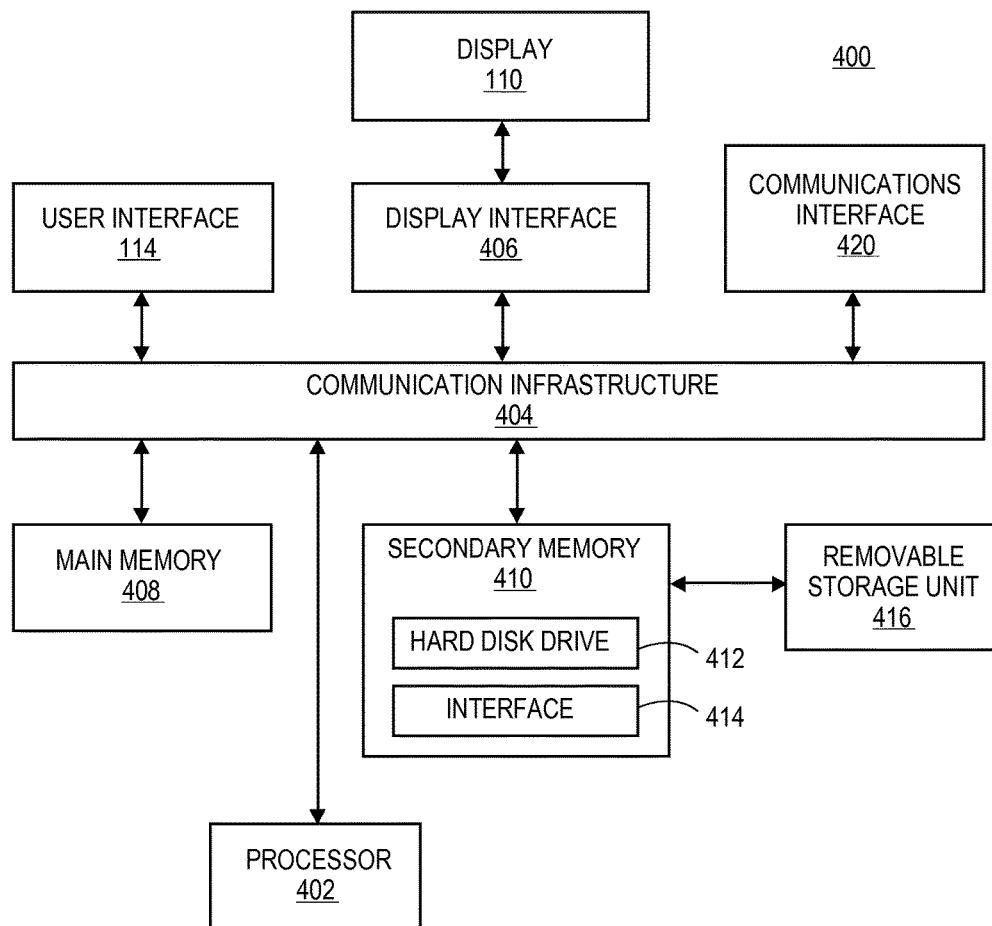 DISPLAY
110
400
USER INTERFACE
114
DISPLAY INTERFACE
406
COMMUNICATIONS
INTERFACE
420
COMMUNICATION INFRASTRUCTURE
404
MAIN MEMORY
408
SECONDARY MEMORY
410
HARD DISK DRIVE
412
INTERFACE
414
REMOVABLE
STORAGE UNIT
416
PROCESSOR
402